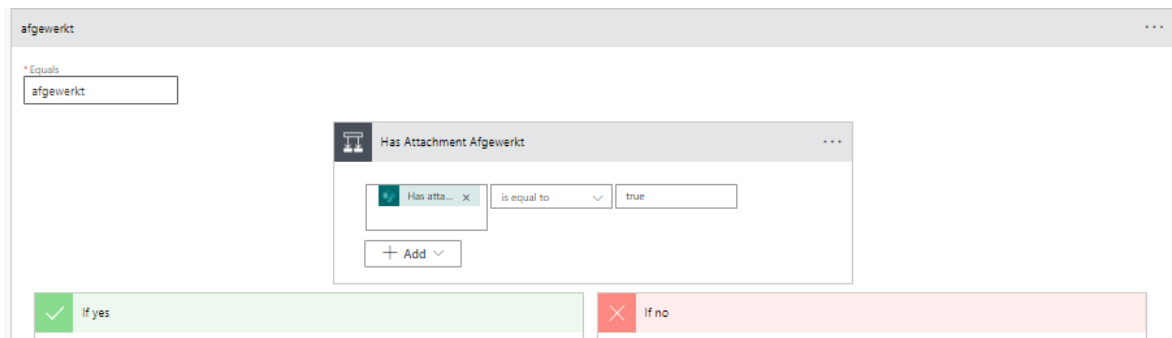 afgewerkt
...
* Equals
afgewerkt
Has Attachment Afgewerkt
...
Has atta... x
is equal to
true
+ Add
If yes
If no